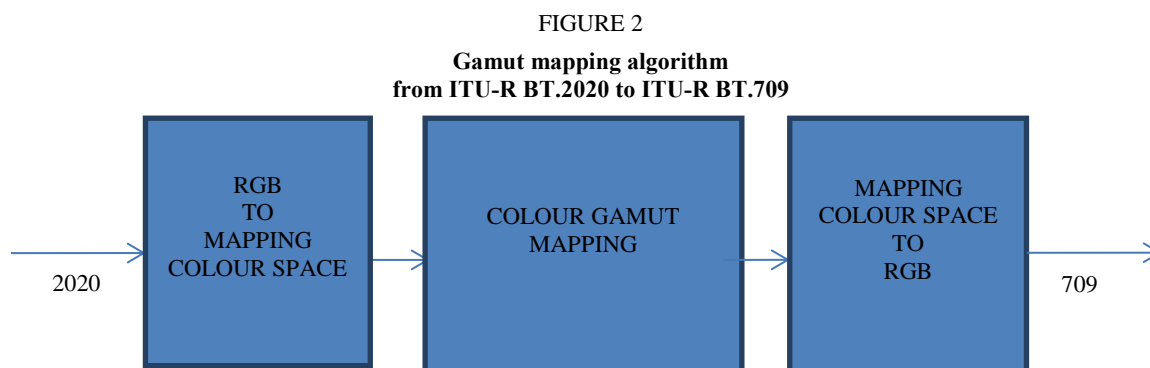 FIGURE 2
Gamut mapping algorithm
from ITU-R BT.2020 to ITU-R BT.709
RGB
TO
MAPPING
COLOUR SPACE
COLOUR GAMUT
MAPPING
MAPPING
COLOUR SPACE
TO
RGB
2020
709